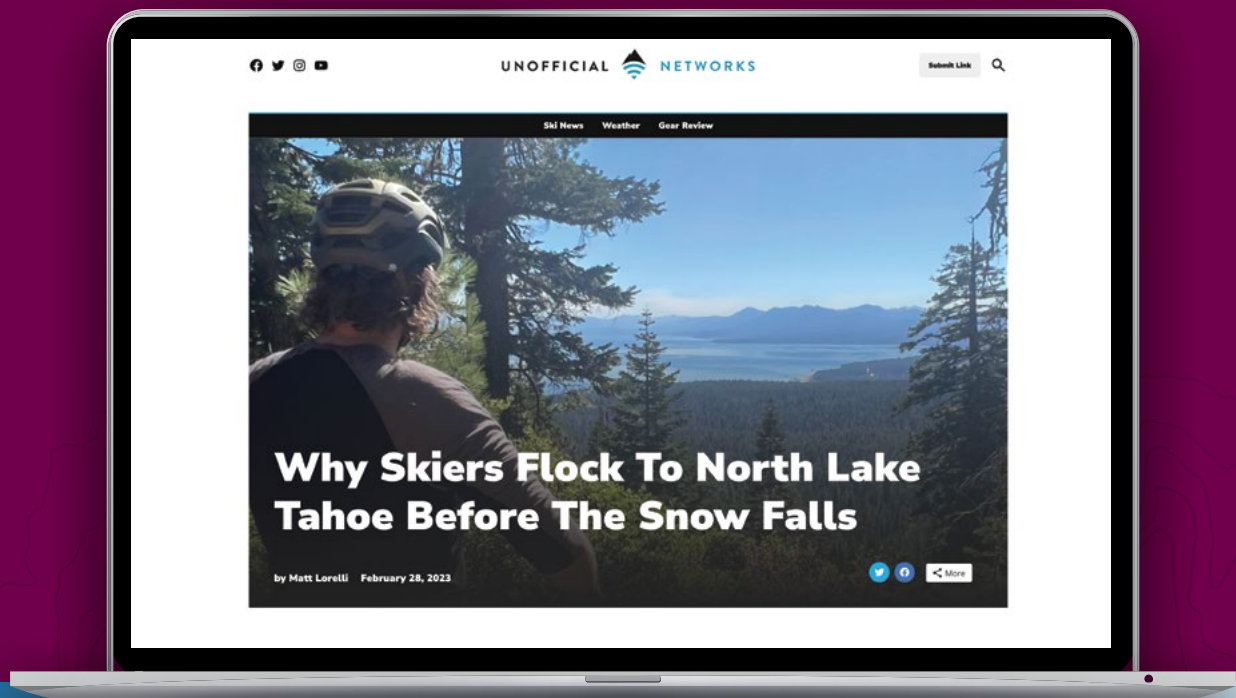 UNOFFICIAL NETWORKS
Submit Link
Ski News Weather Gear Review
Why Skiers Flock To North Lake
Tahoe Before The Snow Falls
by Matt Lorelli February 28, 2023
More